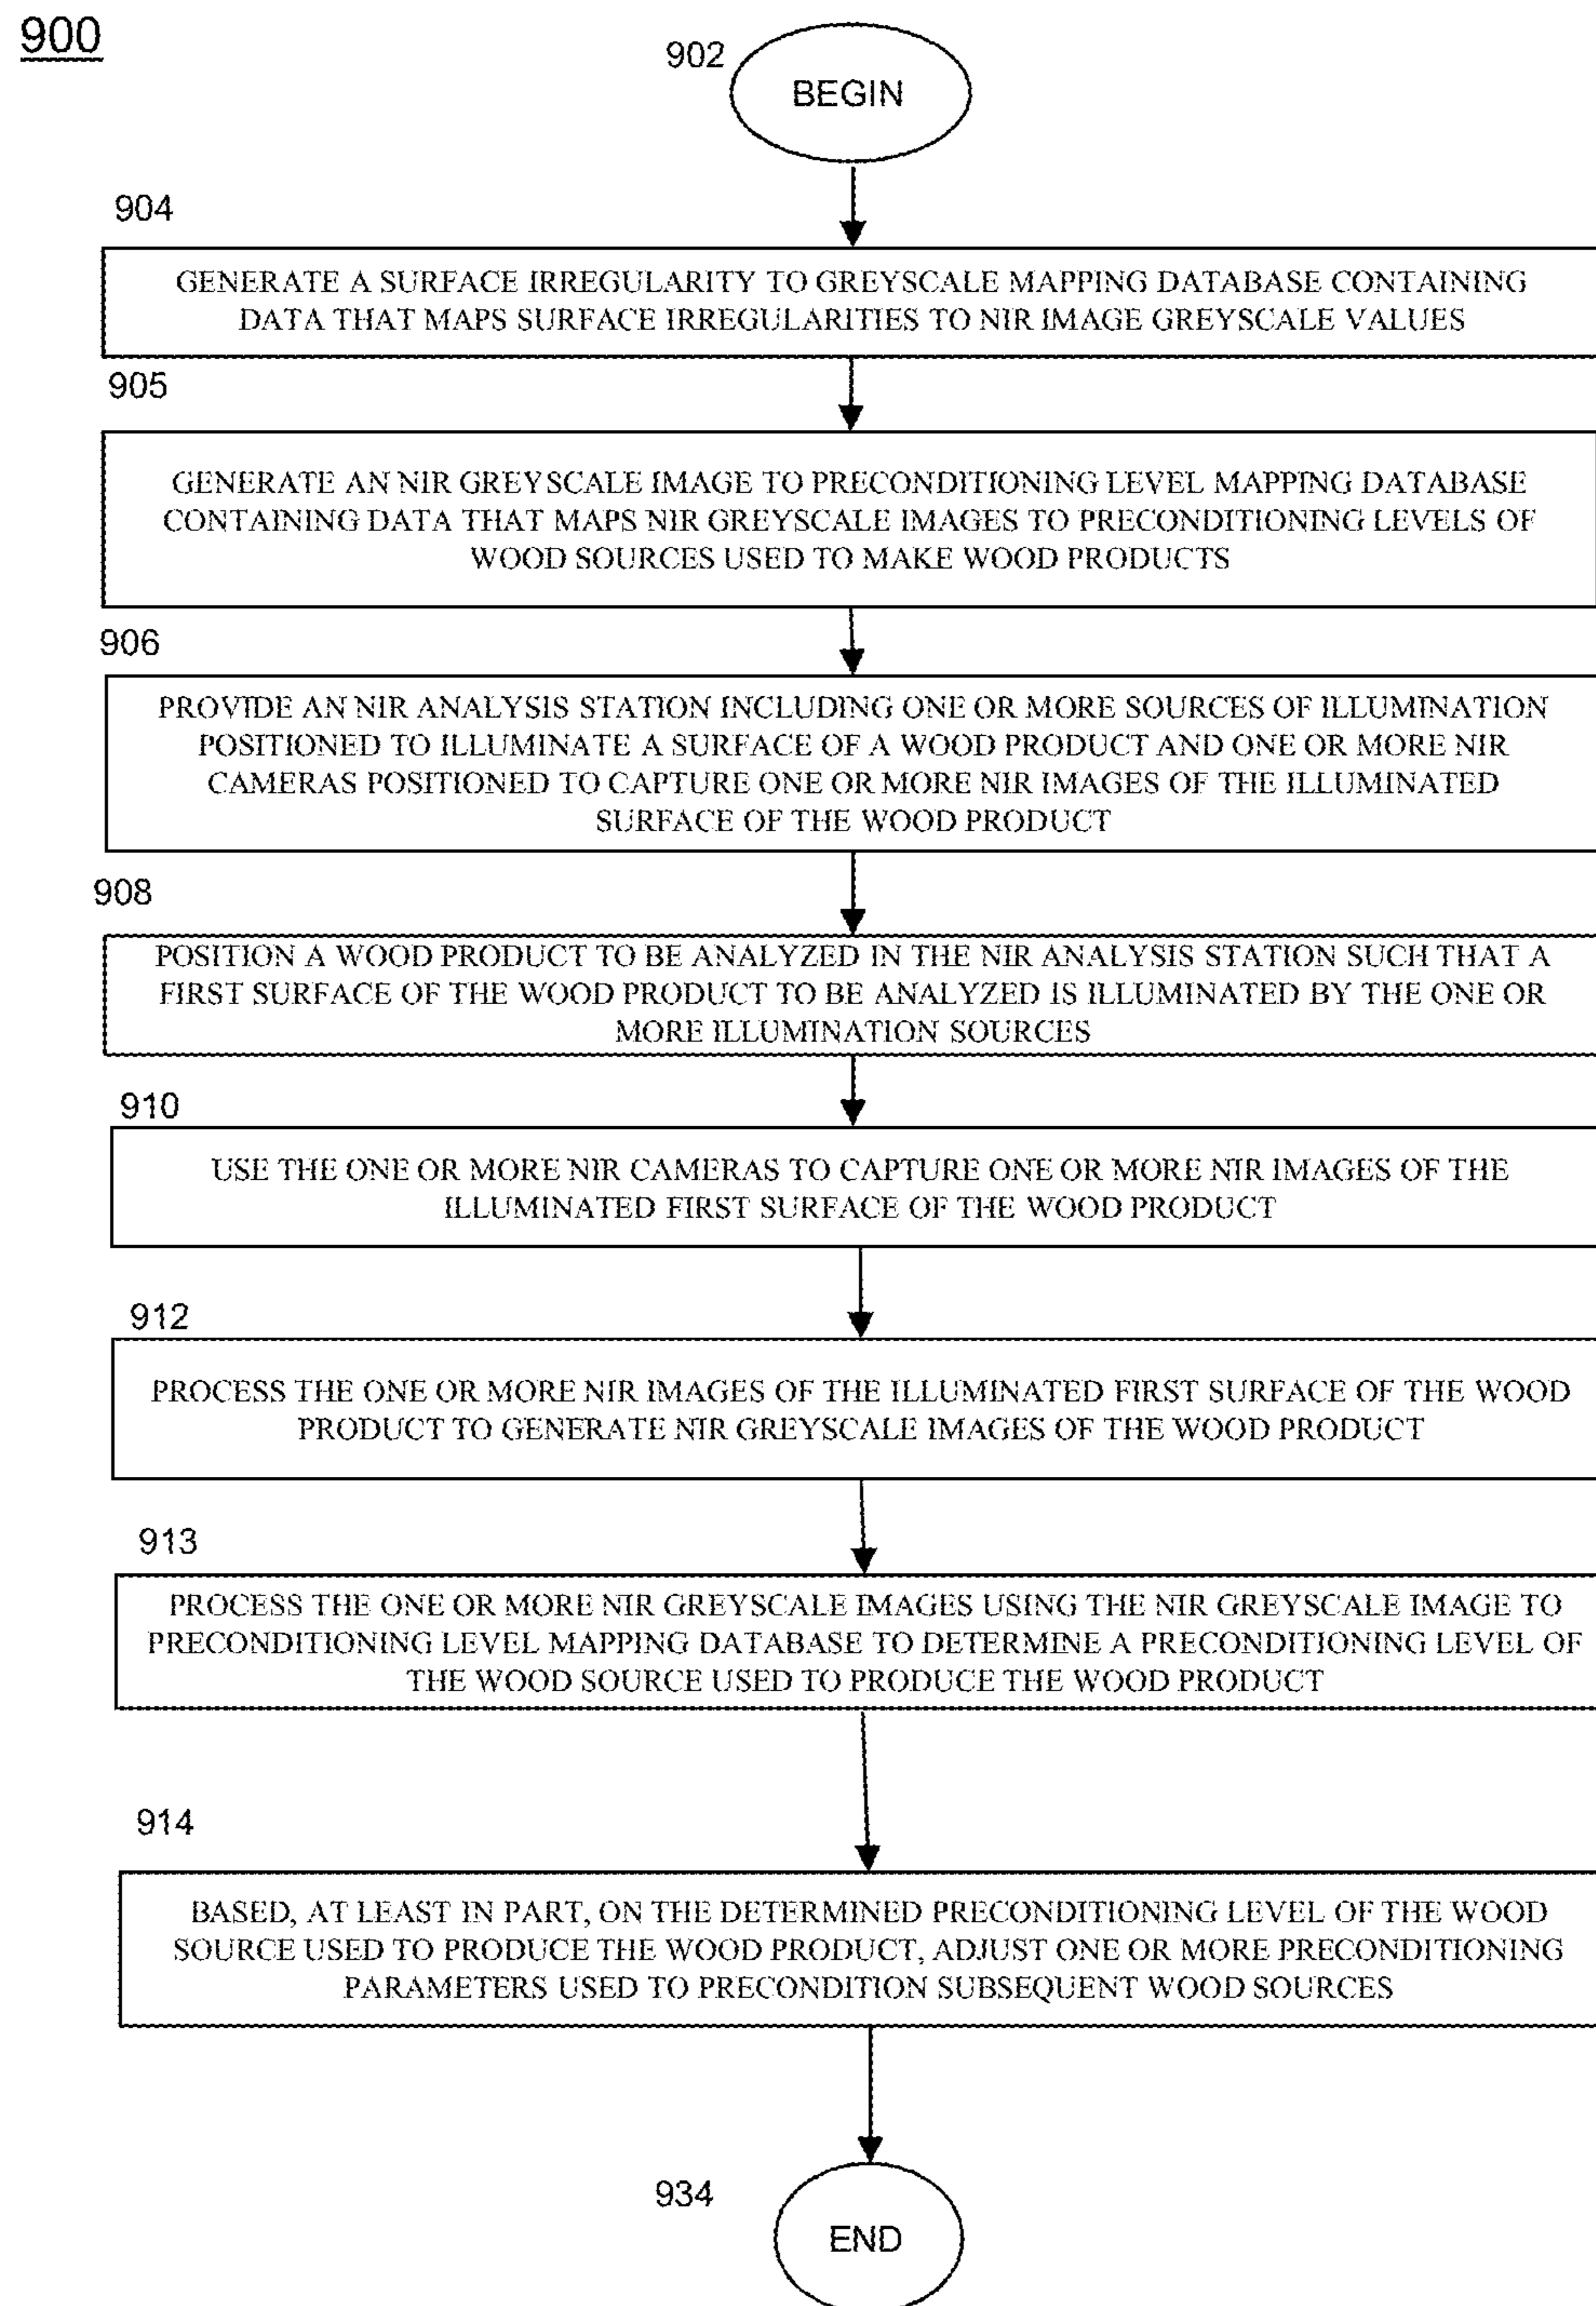 900
902
BEGIN
904
GENERATE A SURFACE IRREGULARITY TO GREYSCALE MAPPING DATABASE CONTAINING
DATA THAT MAPS SURFACE IRREGULARITIES TO NIR IMAGE GREYSCALE VALUES
905
GENERATE AN NIR GREYSCALE IMAGE TO PRECONDITIONING LEVEL MAPPING DATABASE
CONTAINING DATA THAT MAPS NIR GREYSCALE IMAGES TO PRECONDITIONING LEVELS OF
WOOD SOURCES USED TO MAKE WOOD PRODUCTS
906
PROVIDE AN NIR ANALYSIS STATION INCLUDING ONE OR MORE SOURCES OF ILLUMINATION
POSITIONED TO ILLUMINATE A SURFACE OF A WOOD PRODUCT AND ONE OR MORE NIR
CAMERAS POSITIONED TO CAPTURE ONE OR MORE NIR IMAGES OF THE ILLUMINATED
SURFACE OF THE WOOD PRODUCT
908
POSITION A WOOD PRODUCT TO BE ANALYZED IN THE NIR ANALYSIS STATION SUCH THAT A
FIRST SURFACE OF THE WOOD PRODUCT TO BE ANALYZED IS ILLUMINATED BY THE ONE OR
MORE ILLUMINATION SOURCES
910
USE THE ONE OR MORE NIR CAMERAS TO CAPTURE ONE OR MORE NIR IMAGES OF THE
ILLUMINATED FIRST SURFACE OF THE WOOD PRODUCT
912
PROCESS THE ONE OR MORE NIR IMAGES OF THE ILLUMINATED FIRST SURFACE OF THE WOOD
PRODUCT TO GENERATE NIR GREYSCALE IMAGES OF THE WOOD PRODUCT
913
PROCESS THE ONE OR MORE NIR GREYSCALE IMAGES USING THE NIR GREYSCALE IMAGE TO
PRECONDITIONING LEVEL MAPPING DATABASE TO DETERMINE A PRECONDITIONING LEVEL OF
THE WOOD SOURCE USED TO PRODUCE THE WOOD PRODUCT
914
BASED, AT LEAST IN PART, ON THE DETERMINED PRECONDITIONING LEVEL OF THE WOOD
SOURCE USED TO PRODUCE THE WOOD PRODUCT, ADJUST ONE OR MORE PRECONDITIONING
PARAMETERS USED TO PRECONDITION SUBSEQUENT WOOD SOURCES
934
END